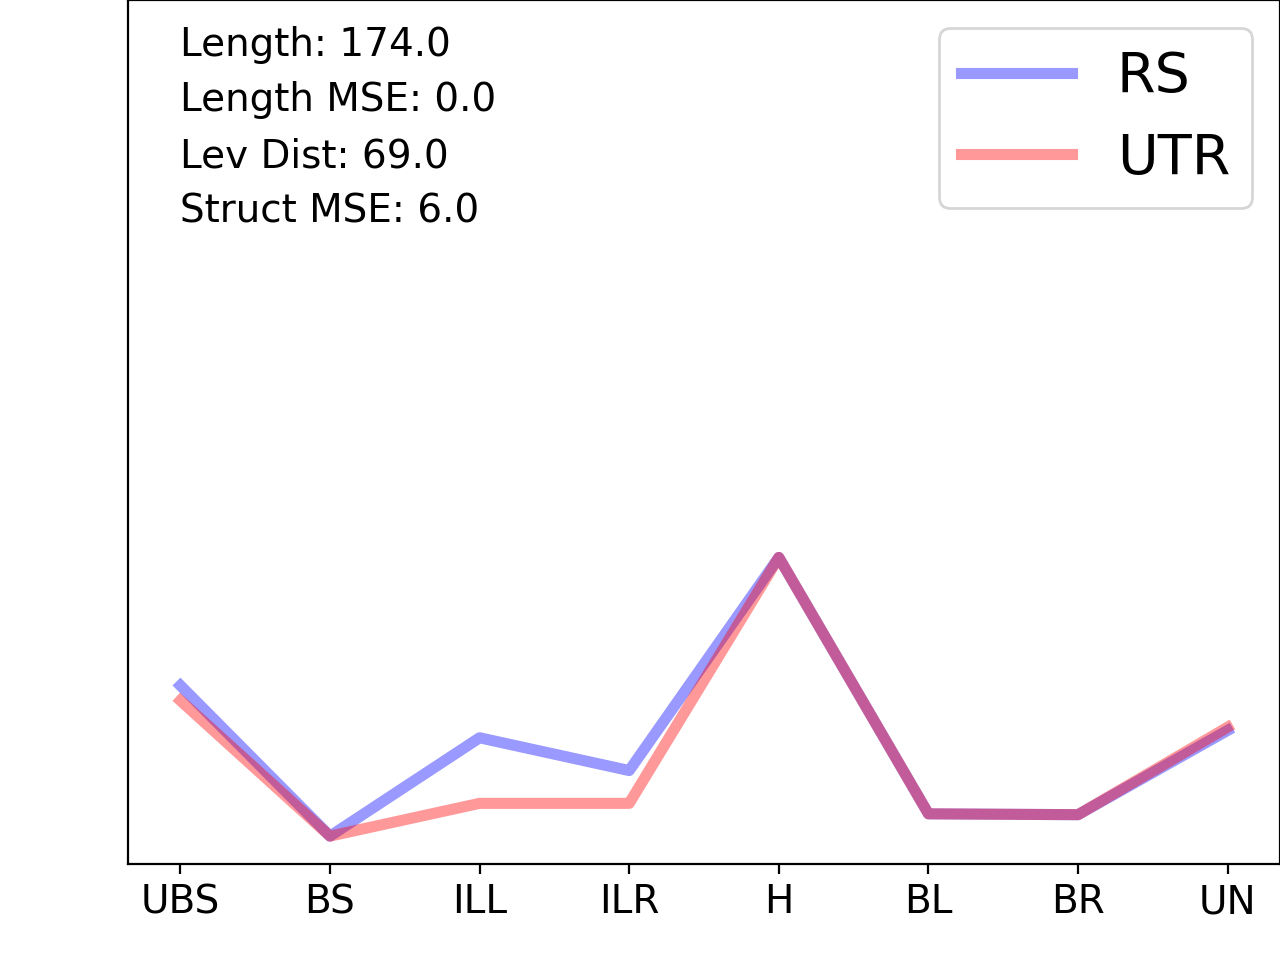 Length: 174.0
Length MSE: 0.0
Lev Dist: 69.0
Struct MSE: 6.0
RS
UTR
UBS BS ILL ILR H BL BR UN